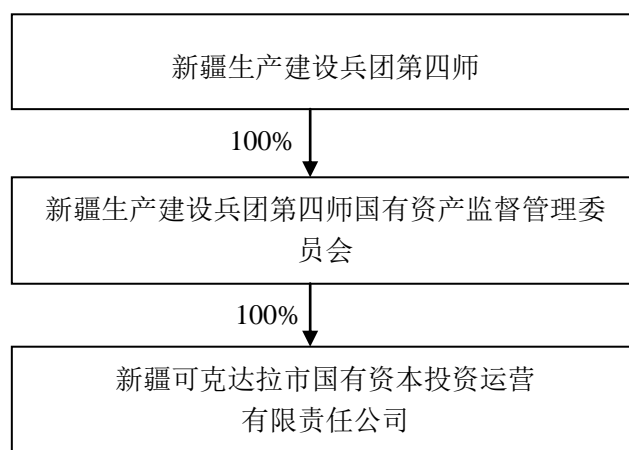 新疆生产建设兵团第四师
100%
新疆生产建设兵团第四师国有资产监督管理委
员会
100%
新疆可克达拉市国有资本投资运营
有限责任公司